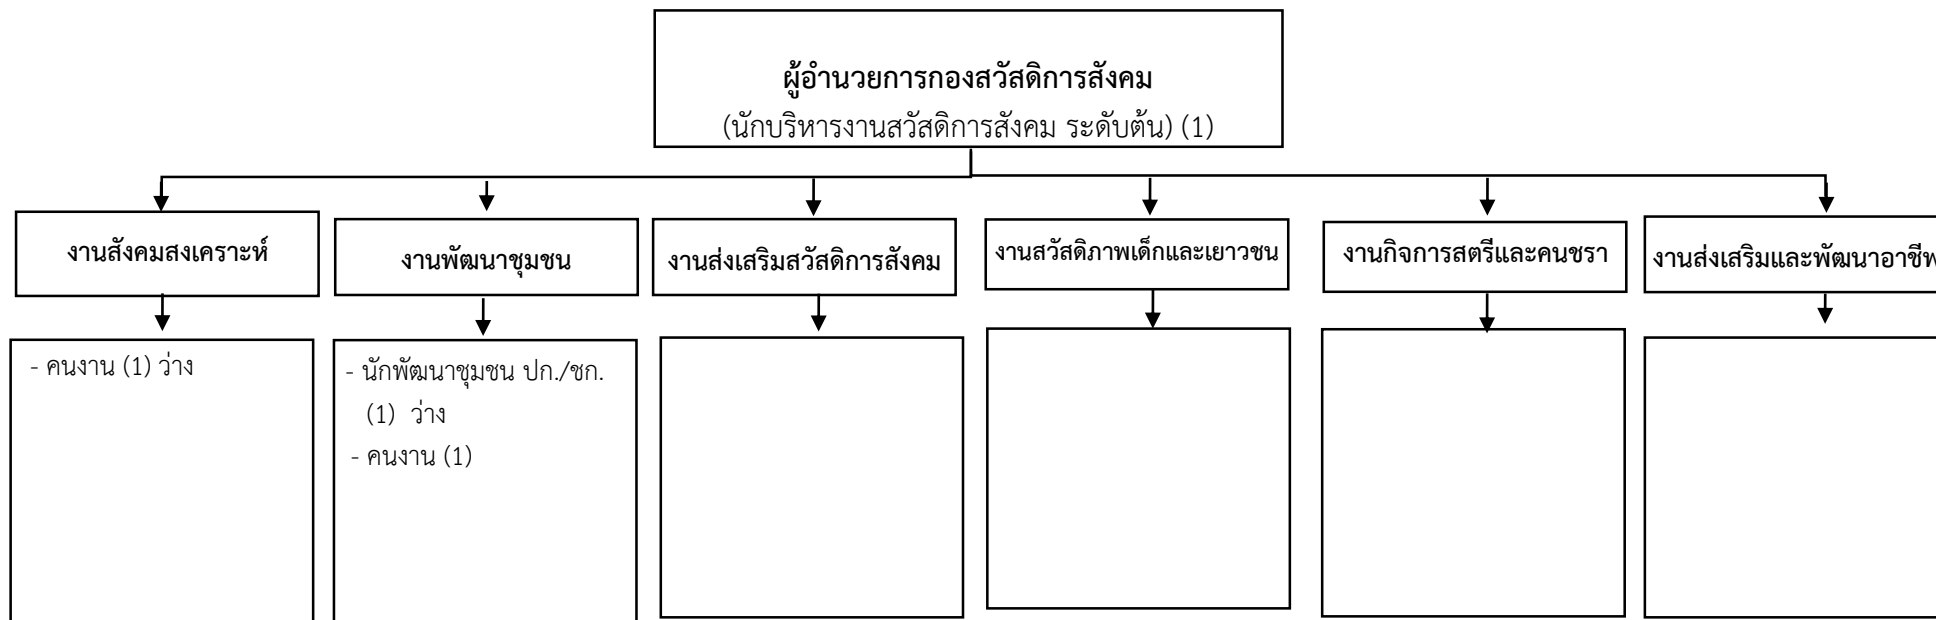 ผู้อำนวยการกองสวัสดิการสังคม
(นักบริหารงานสวัสดิการสังคม ระดับต้น) (1)
งานสังคมสงเคราะห์
งานพัฒนาชุมชน
งานส่งเสริมสวัสดิการสังคม
งานสวัสดิภาพเด็กและเยาวชน
งานกิจการสตรีและคนชรา
งานส่งเสริมและพัฒนาอาชีพ
- คนงาน (1) ว่าง
- นักพัฒนาชุมชน ปก./ชก.
(1) ว่าง
- คนงาน (1)